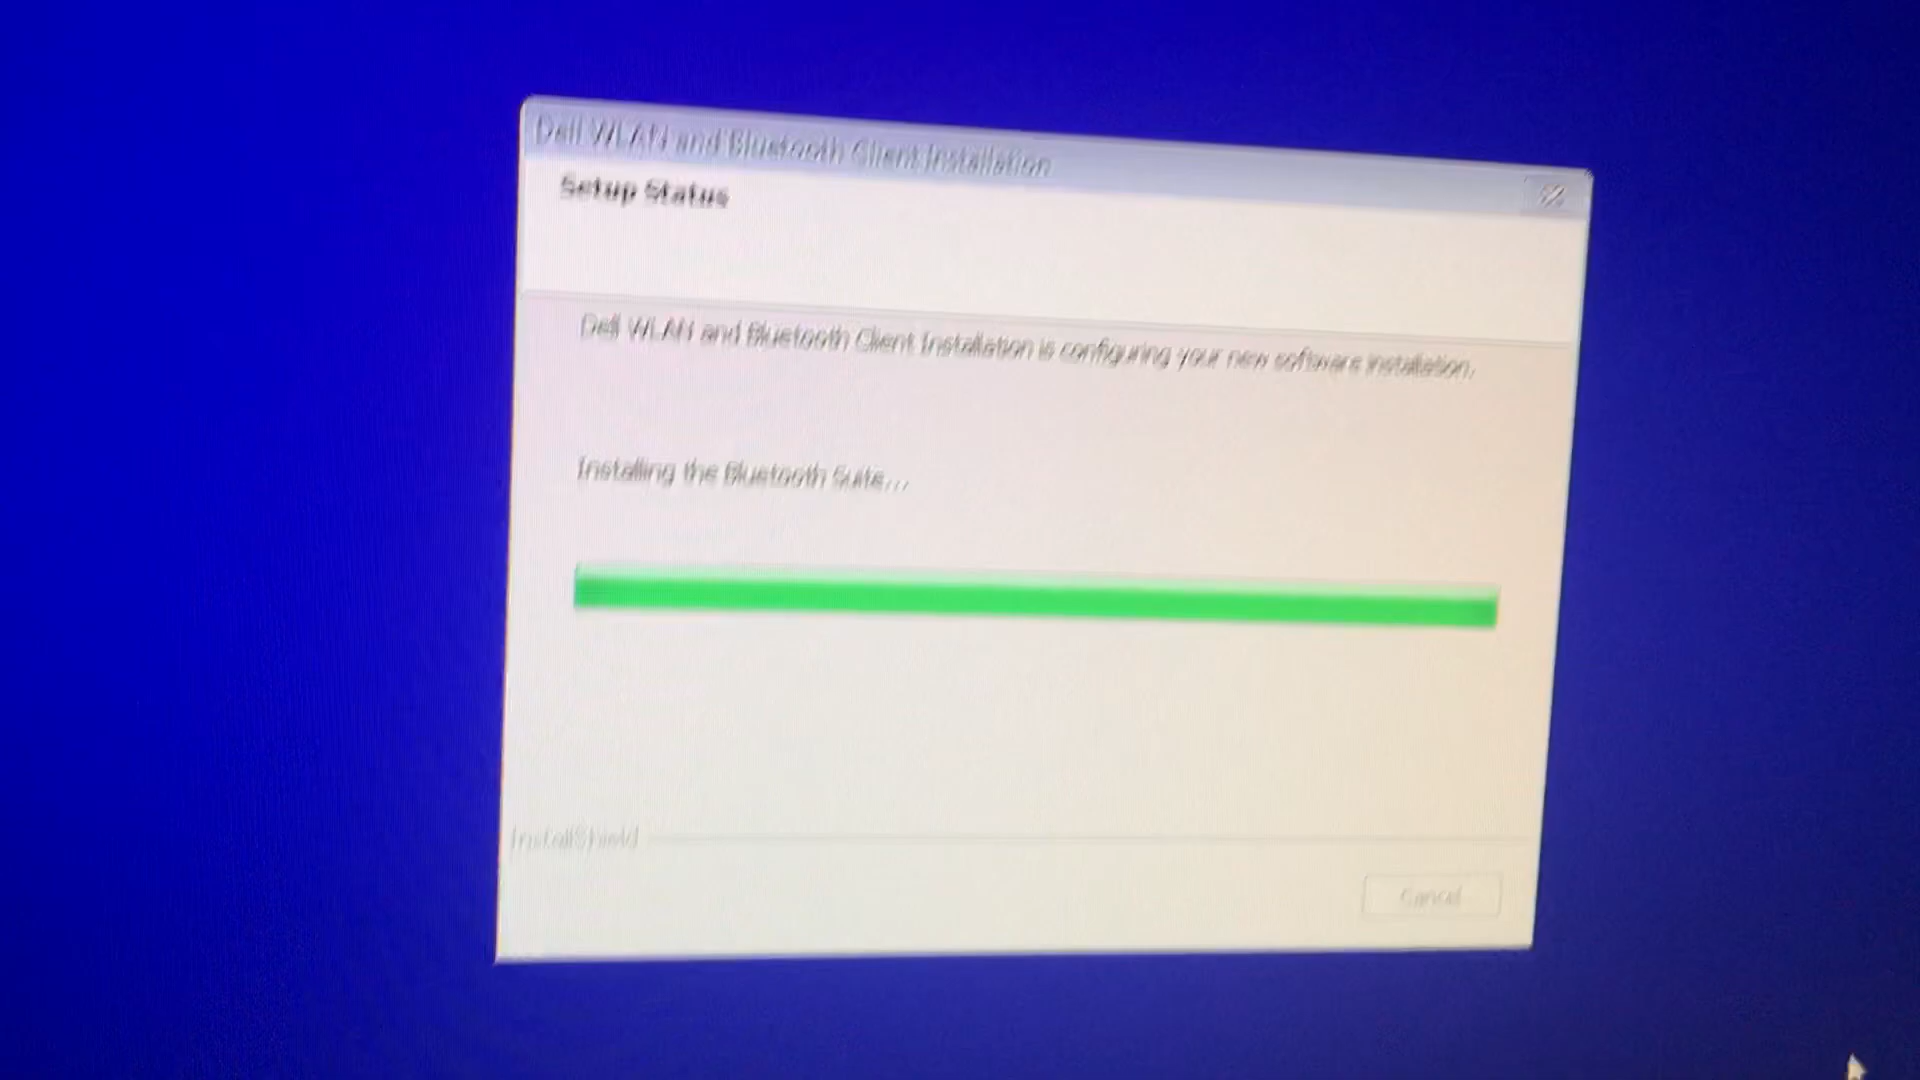 Dell WLAN and Bluetooth Client Installation
Setup Status
Dell WLAN and Bluetooth Client Installation is configuring your new software installation.
Installing the Bluetooth Suite...
InstallShield
Cancel